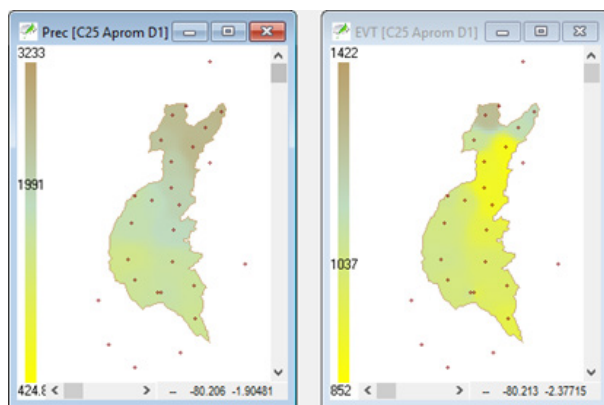 Prec [C25 Aprom D1]
3233
1991
424.8
-- -80.206 -1.90481
EVT [C25 Aprom D1]
1422
1037
852
-- -80.213 -2.37715